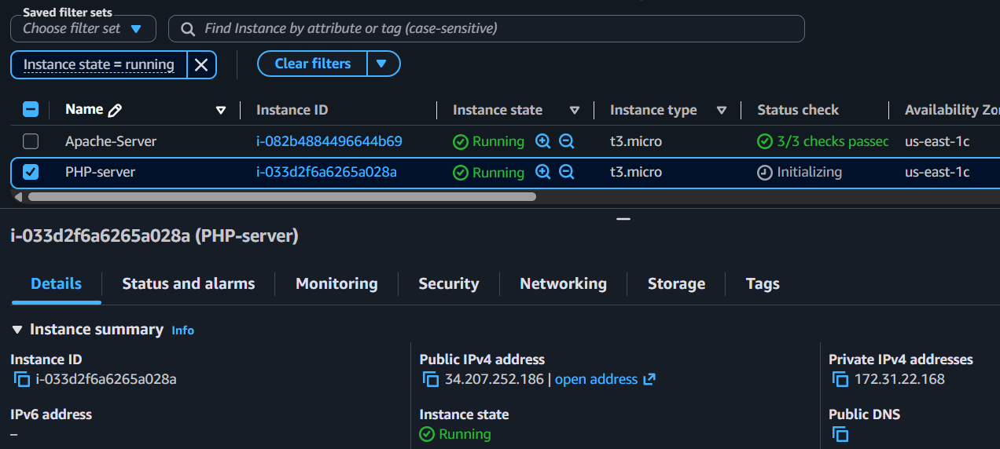 Saved filter sets
Choose filter set
Find Instance by attribute or tag (case-sensitive)
Instance state = running
Clear filters
Name Instance ID Instance state Instance type Status check Availability Zo
Apache-Server i-082b4884496644b69 Running t3.micro 3/3 checks passec us-east-1c
PHP-server i-033d2f6a6265a028a Running t3.micro Initializing us-east-1c
i-033d2f6a6265a028a (PHP-server)
Details Status and alarms Monitoring Security Networking Storage Tags
Instance summary Info
Instance ID Public IPv4 address Private IPv4 addresses
i-033d2f6a6265a028a 34.207.252.186 | open address 172.31.22.168
IPv6 address Instance state Public DNS
– Running